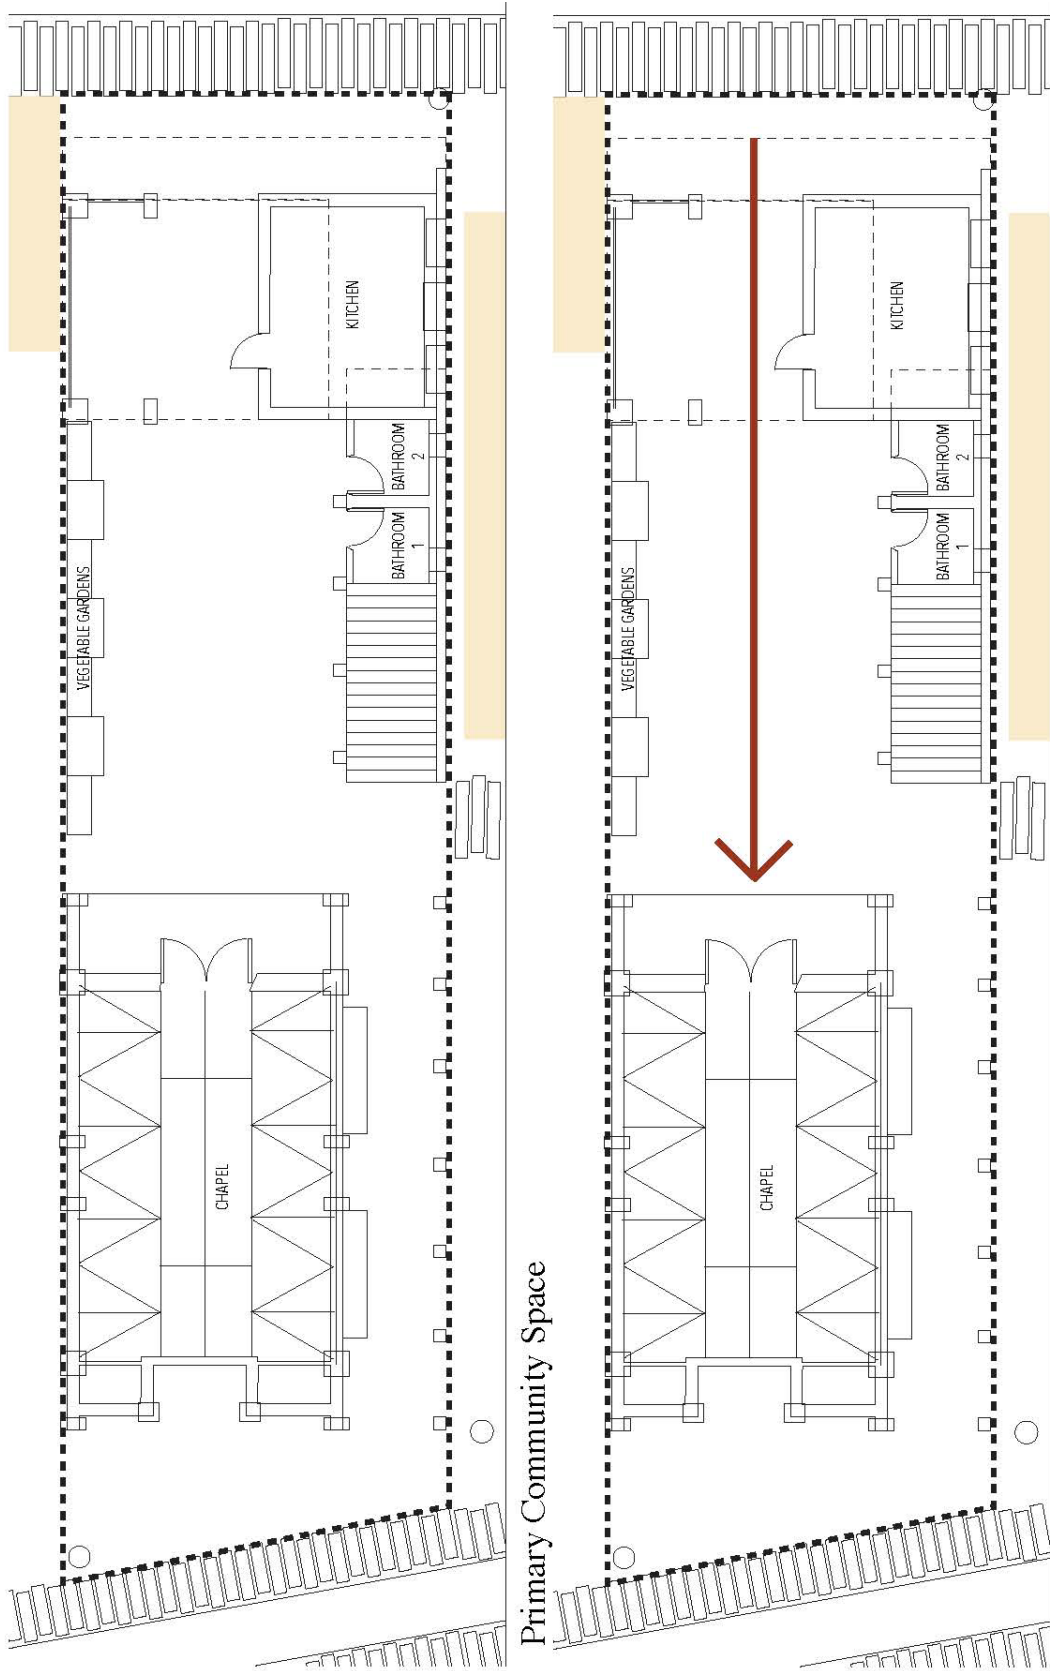 KITCHEN
BATHROOM
2
BATHROOM
1
VEGETABLE GARDENS
CHAPEL
Primary Community Space
KITCHEN
BATHROOM
2
BATHROOM
1
VEGETABLE GARDENS
CHAPEL